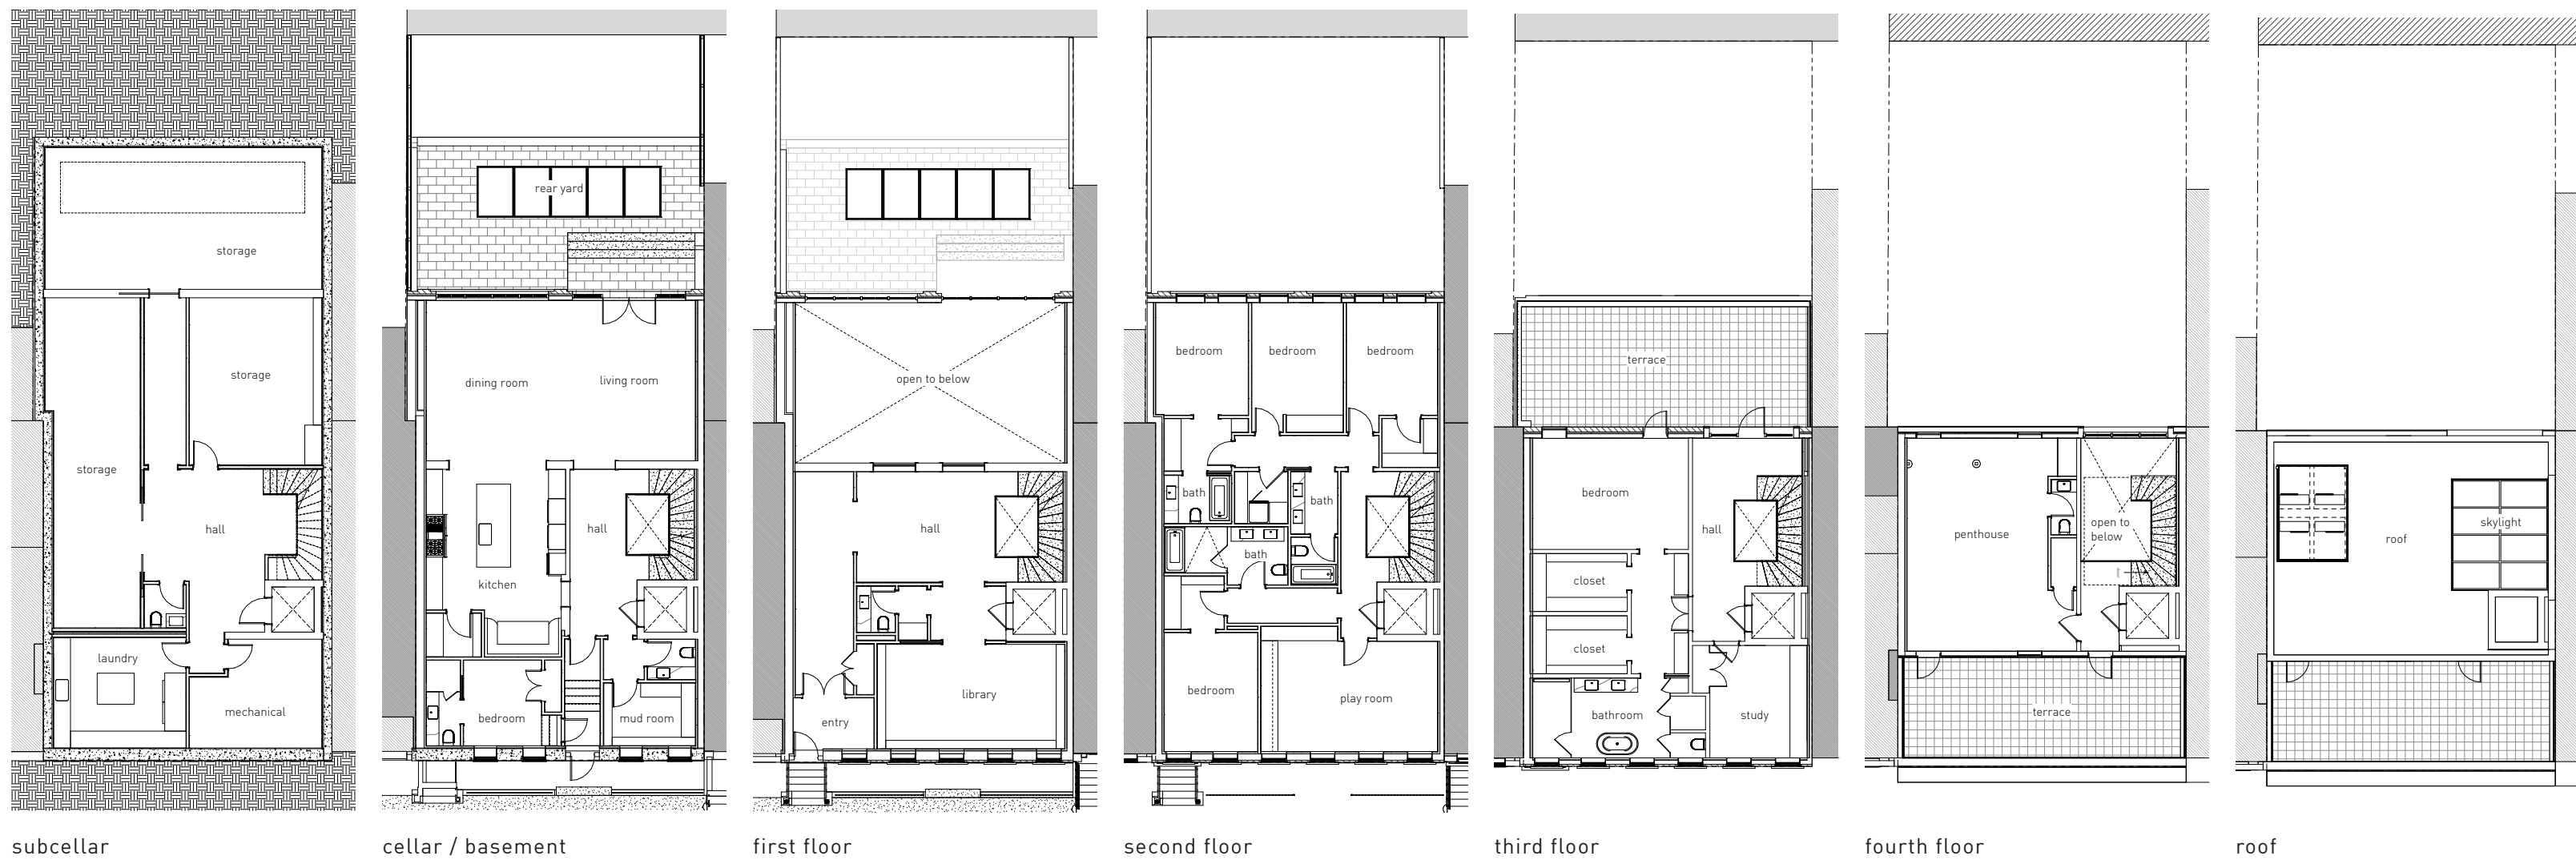 storage
storage
storage
hall
laundry
mechanical
subcellar
rear yard
dining room
living room
hall
kitchen
bedroom
mud room
cellar / basement
open to below
hall
library
entry
first floor
bedroom
bedroom
bedroom
bath
bath
bath
bedroom
play room
second floor
terrace
bedroom
hall
closet
closet
bathroom
study
third floor
penthouse
open to
below
terrace
fourth floor
skylight
roof
roof